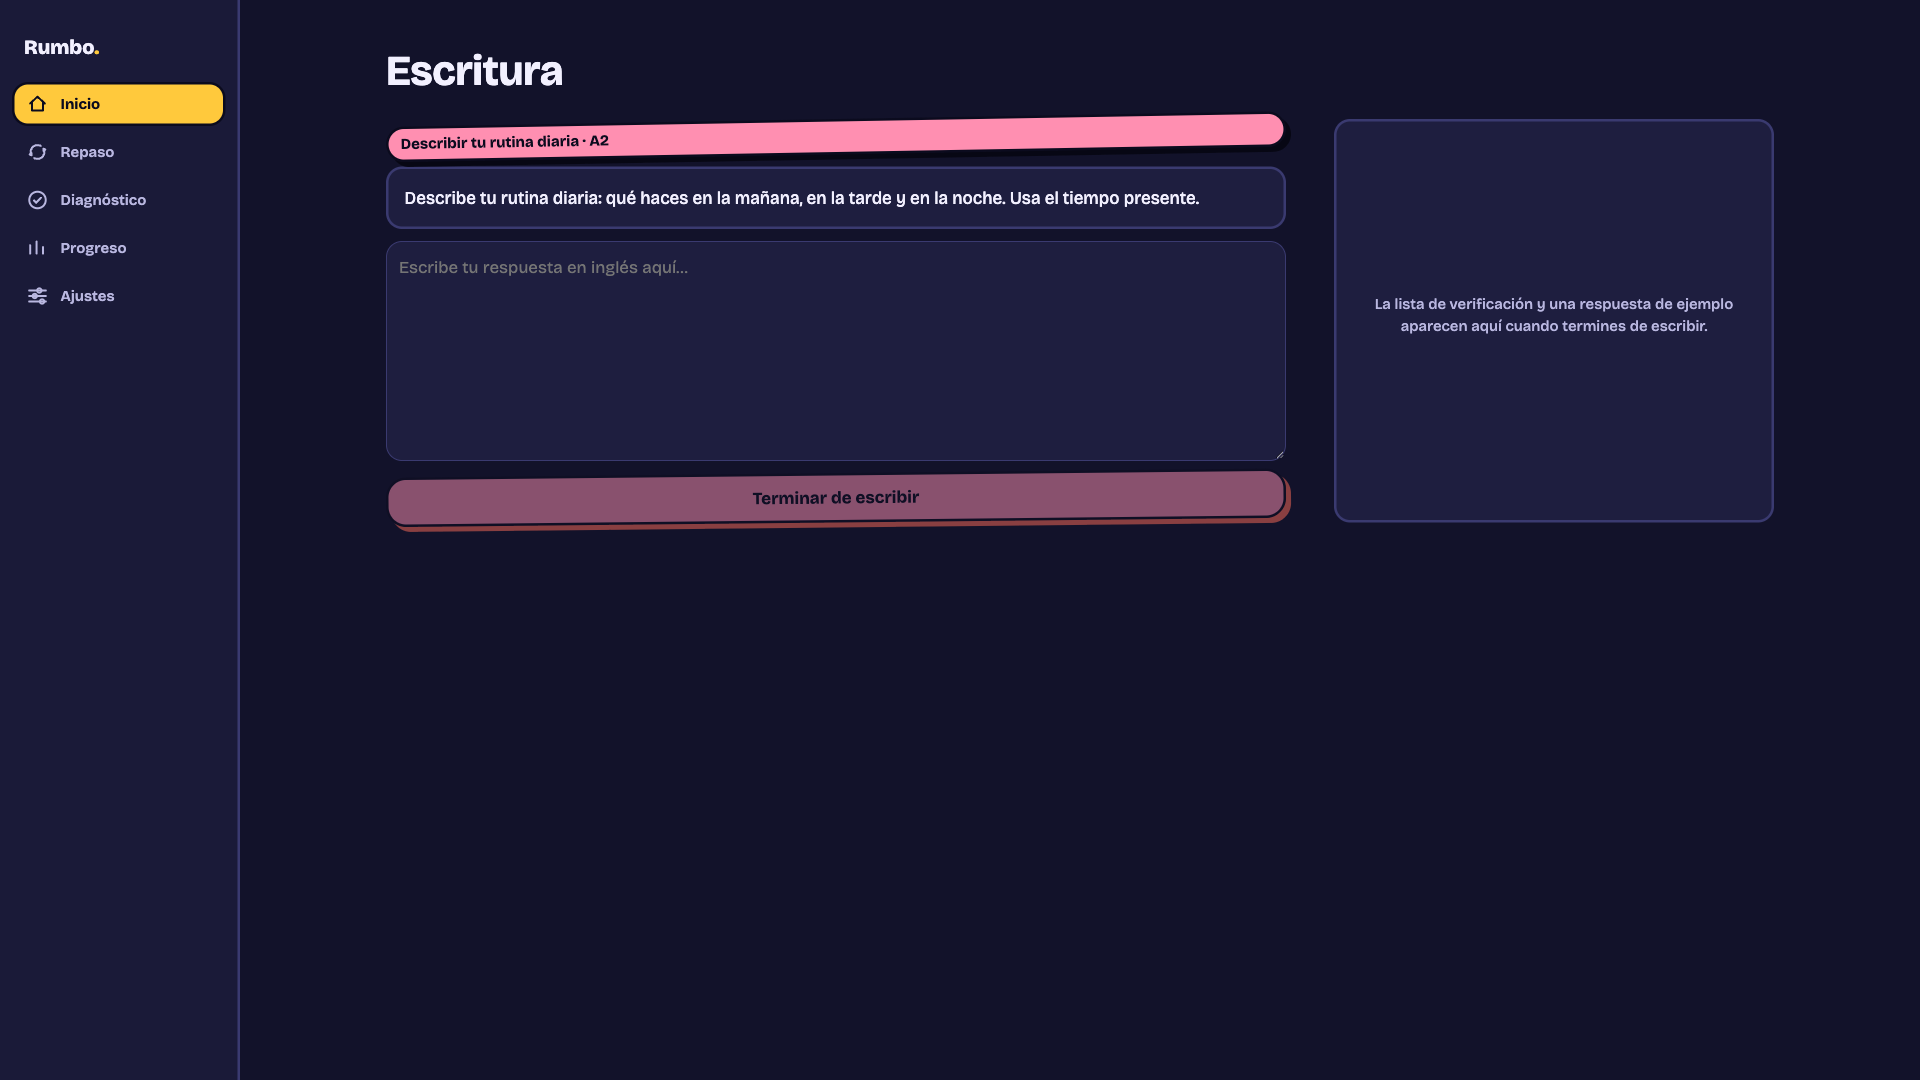 Rumbo.
Inicio
Repaso
Diagnóstico
Progreso
Ajustes
Escritura
Describir tu rutina diaria · A2
Describe tu rutina diaria: qué haces en la mañana, en la tarde y en la noche. Usa el tiempo presente.
Escribe tu respuesta en inglés aquí...
Terminar de escribir
La lista de verificación y una respuesta de ejemplo
aparecen aquí cuando termines de escribir.